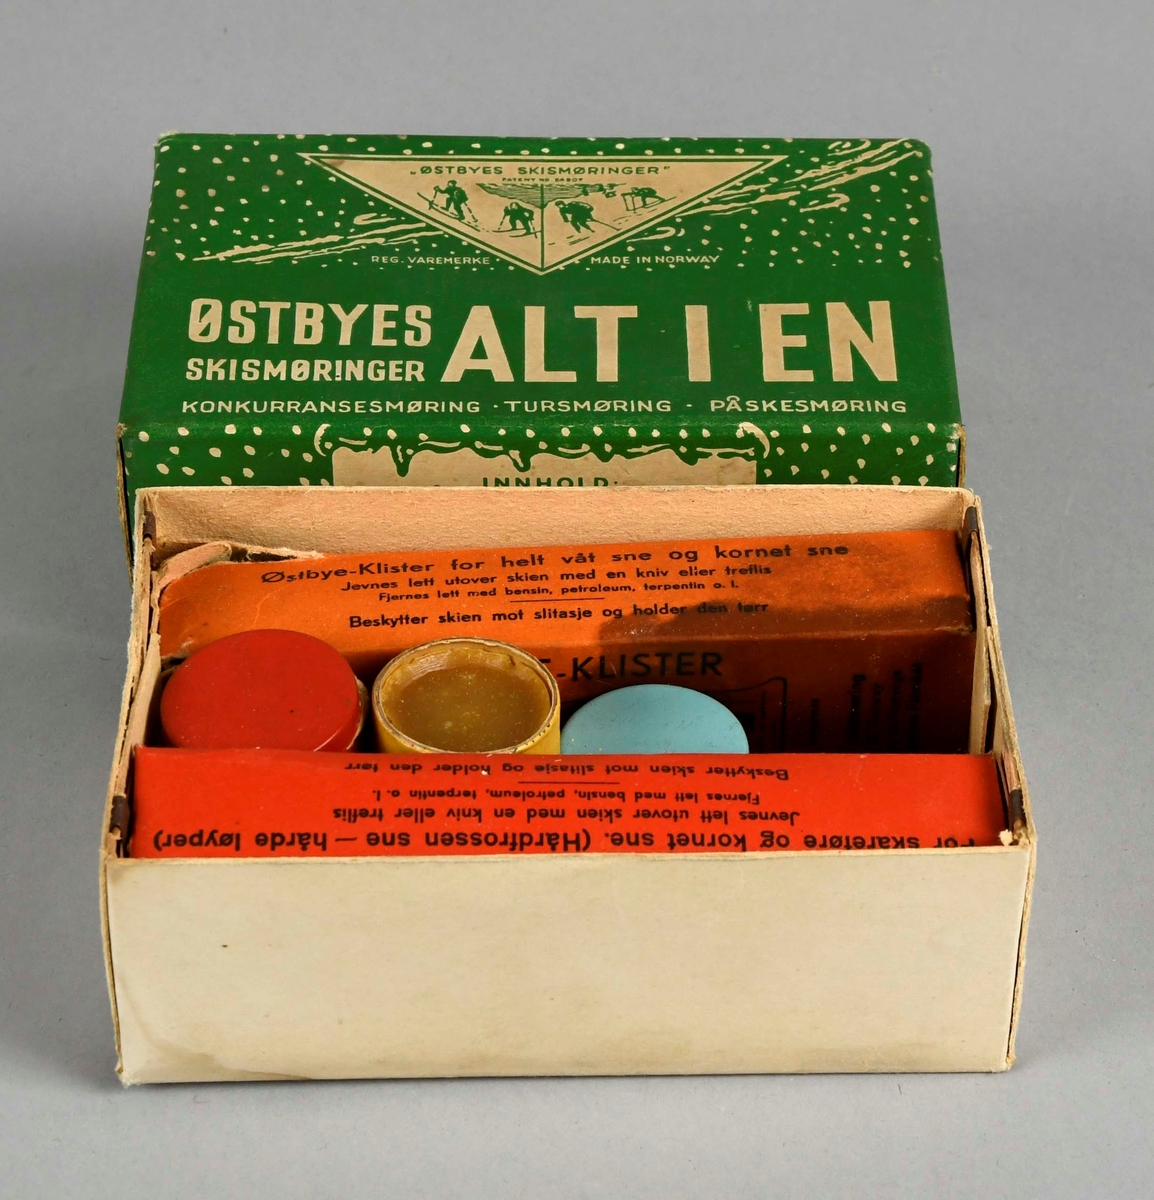 „ØSTBYES SKISMØRINGER”
PATENT NO
REG. VAREMERKE · MADE IN NORWAY
ØSTBYES
SKISMØRINGER
ALT I EN
KONKURRANSESMØRING · TURSMØRING · PÅSKESMØRING
INNHOLD:
Østbye-Klister for helt våt sne og kornet sne
Jevnes lett utover skien med en kniv eller treflis
Fjernes lett med bensin, petroleum, terpentin o. l.
Beskytter skien mot slitasje og holder den tørr
E-KLISTER
For skareføre og kornet sne. (Hårdfrossen sne — hårde løyper)
Jevnes lett utover skien med en kniv eller treflis
Fjernes lett med bensin, petroleum, terpentin o. l.
Beskytter skien mot slitasje og holder den tørr